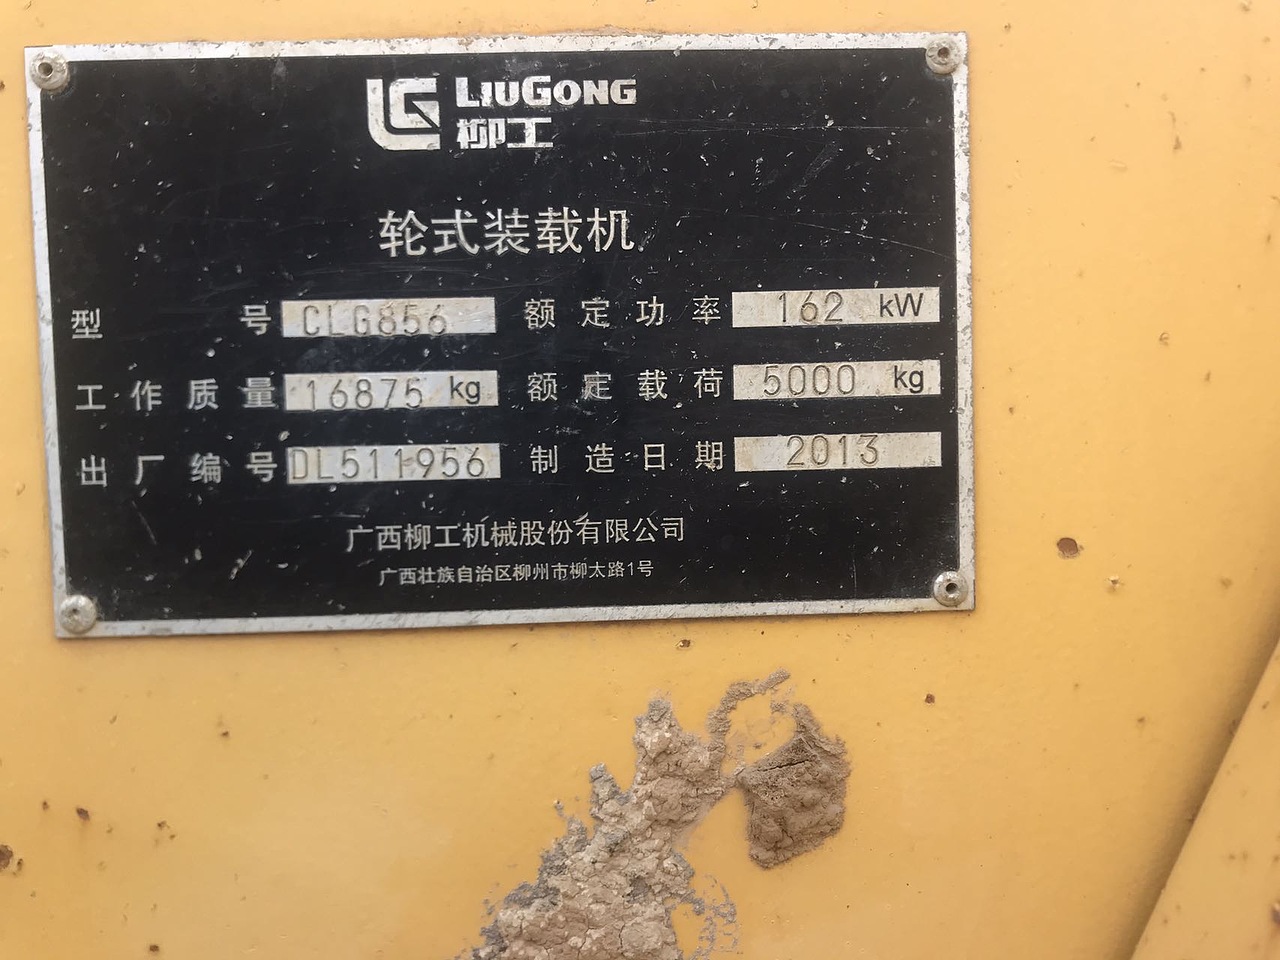 LIUGONG
柳工
轮式装载机
型号 CLG856 额定功率 162 kW
工作质量 16875 kg 额定载荷 5000 kg
出厂编号 DL511956 制造日期 2013
广西柳工机械股份有限公司
广西壮族自治区柳州市柳太路1号